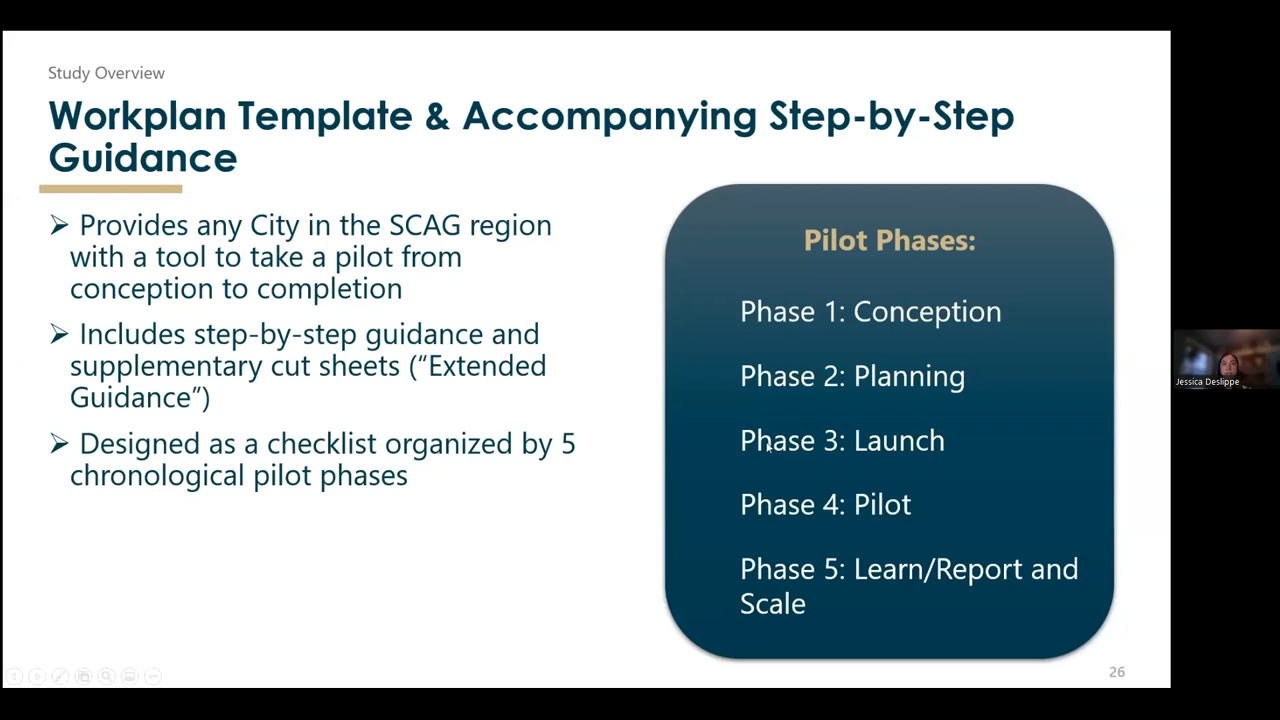 Study Overview
Workplan Template & Accompanying Step-by-Step
Guidance
➢ Provides any City in the SCAG region
with a tool to take a pilot from
conception to completion
➢ Includes step-by-step guidance and
supplementary cut sheets (“Extended
Guidance”)
➢ Designed as a checklist organized by 5
chronological pilot phases
Pilot Phases:
Phase 1: Conception
Phase 2: Planning
Phase 3: Launch
Phase 4: Pilot
Phase 5: Learn/Report and
Scale
26
Jessica Deslippe